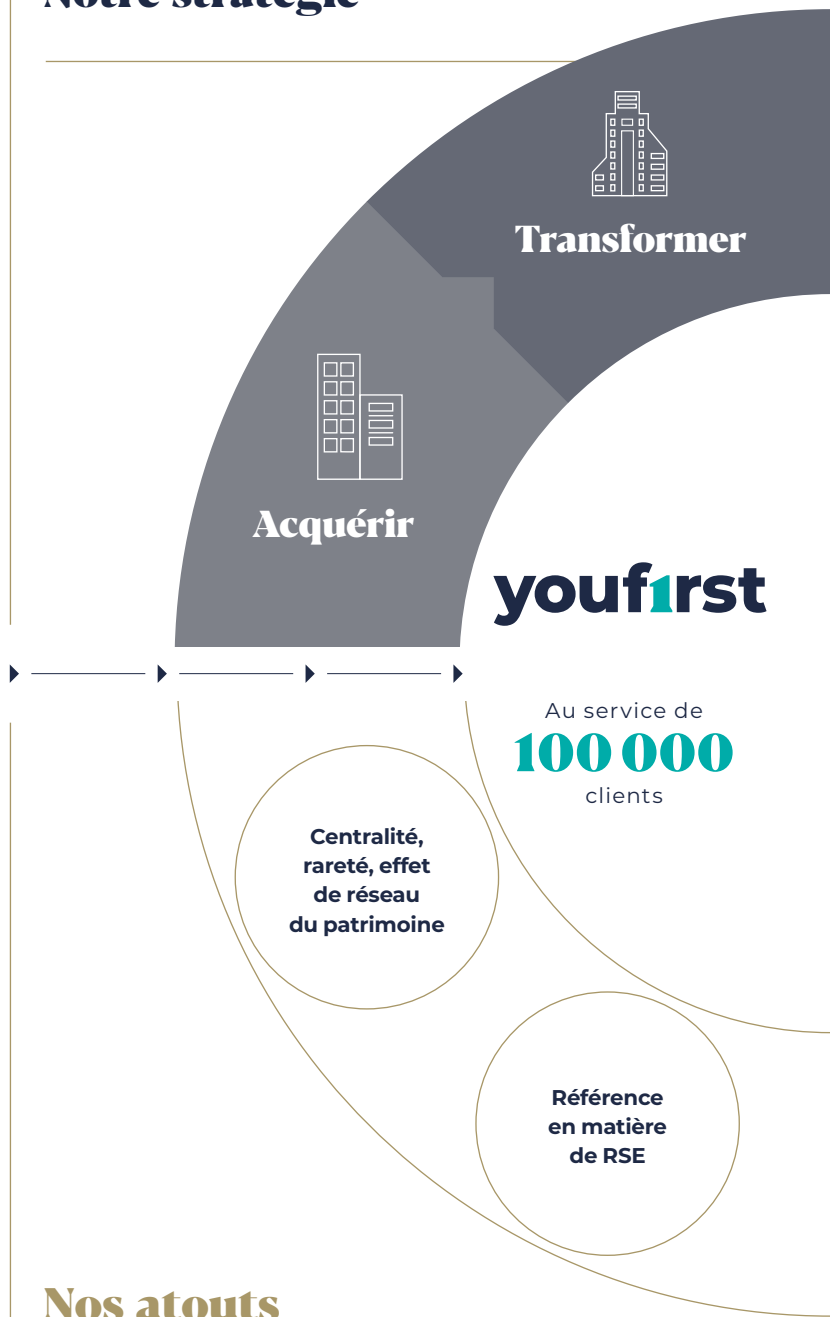 Notre stratégie
Transformer
Acquérir
youf1rst
Au service de
100 000
clients
Centralité,
rareté, effet
de réseau
du patrimoine
Référence
en matière
de RSE
Nos atouts